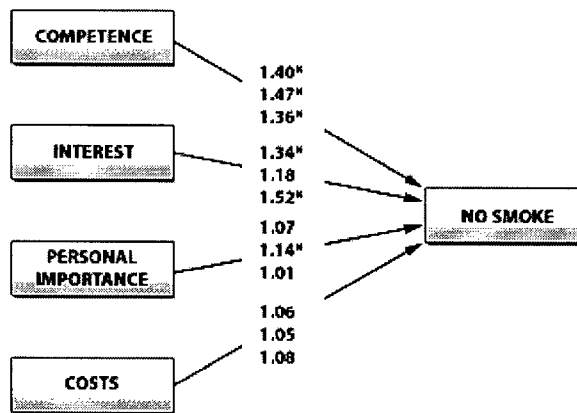 COMPETENCE
1.40*
1.47*
1.36*
INTEREST
1.34*
1.18
1.52*
NO SMOKE
1.07
1.14*
1.01
PERSONAL
IMPORTANCE
1.06
1.05
1.08
COSTS